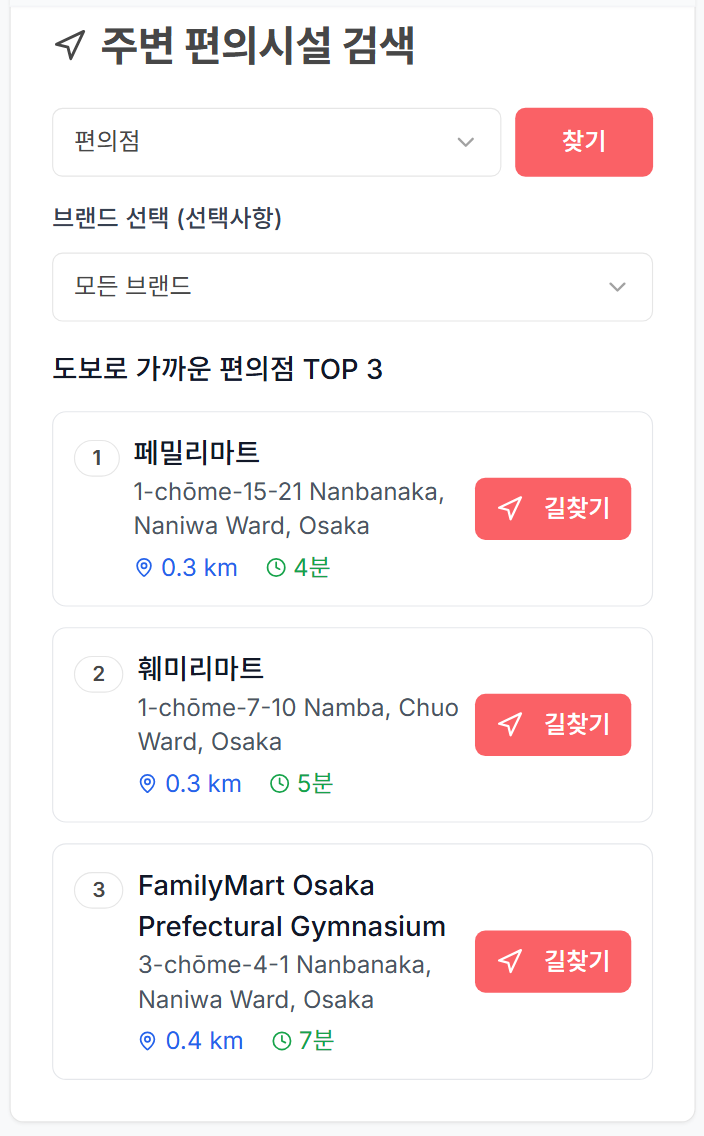 주변 편의시설 검색
편의점
찾기
브랜드 선택 (선택사항)
모든 브랜드
도보로 가까운 편의점 TOP 3
1
페밀리마트
1-chōme-15-21 Nanbanaka,
Naniwa Ward, Osaka
0.3 km 4분
길찾기
2
훼미리마트
1-chōme-7-10 Namba, Chuo
Ward, Osaka
0.3 km 5분
길찾기
3
FamilyMart Osaka
Prefectural Gymnasium
3-chōme-4-1 Nanbanaka,
Naniwa Ward, Osaka
0.4 km 7분
길찾기